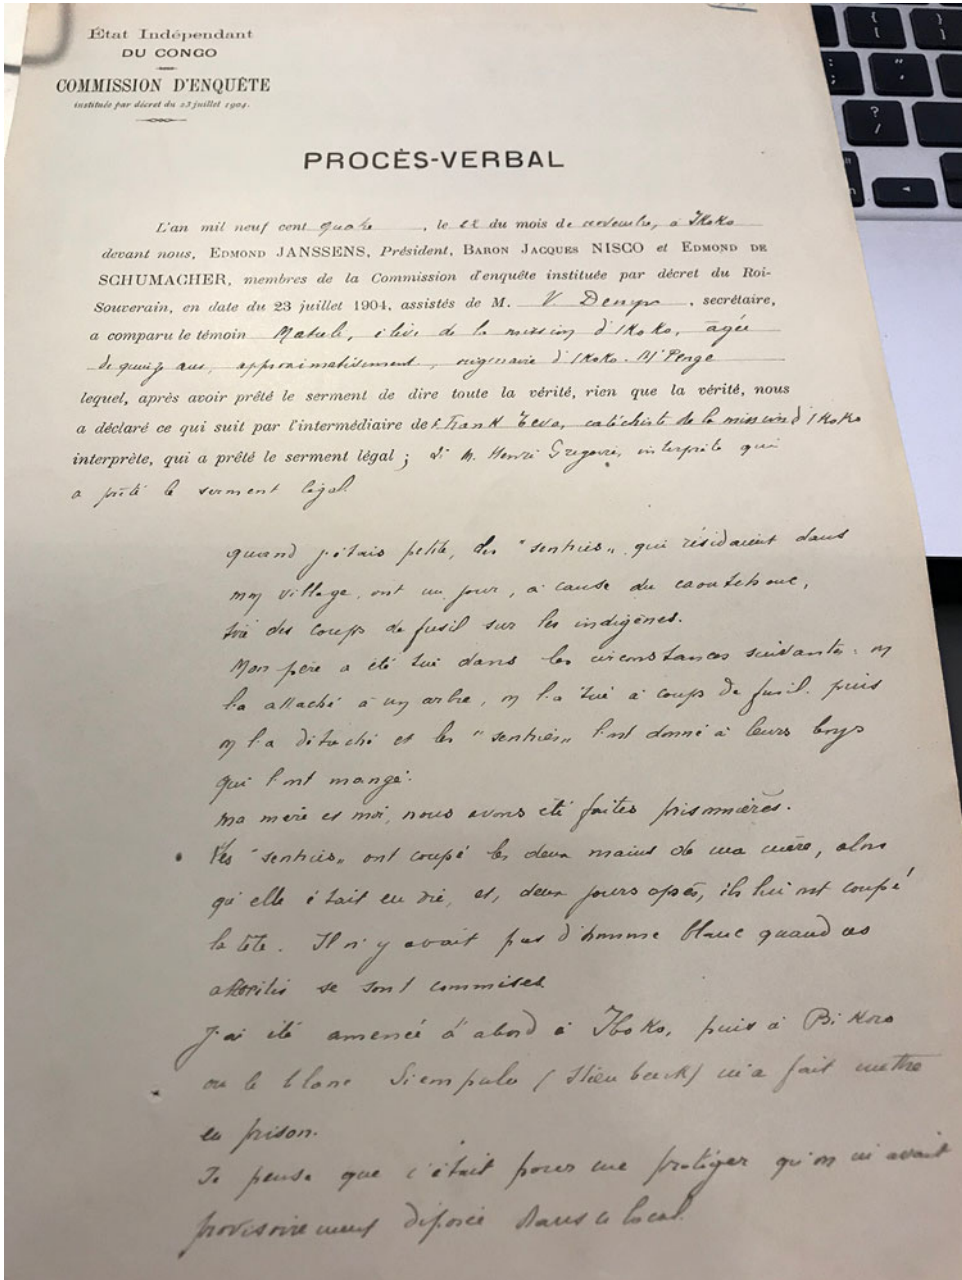 État Indépendant
DU CONGO
COMMISSION D'ENQUÊTE
instituée par décret du 23 juillet 1904.
PROCÈS-VERBAL
L'an mil neuf cent quatre, le 22 du mois de novembre, à Ikoko
devant nous, EDMOND JANSSENS, Président, BARON JACQUES NISCO et EDMOND DE
SCHUMACHER, membres de la Commission d'enquête instituée par décret du Roi-
Souverain, en date du 23 juillet 1904, assistés de M. V. Denyn, secrétaire,
a comparu le témoin Matuli, élève de la mission d'Ikoko, âgée
de quinze ans, approximativement, originaire d'Ikoko
lequel, après avoir prêté le serment de dire toute la vérité, rien que la vérité, nous
a déclaré ce qui suit par l'intermédiaire de Frank Teva, catéchiste de la mission d'Ikoko
interprète, qui a prêté le serment légal ; M. Henri Gregoire, interprète qui
a prêté le serment légal
quand j'étais petite, des "sentries" qui résidaient dans
mon village, ont un jour, à cause du caoutchouc,
tiré des coups de fusil sur les indigènes.
Mon père a été tué dans les circonstances suivantes: on
l'a attaché à un arbre, on l'a tué à coups de fusil. puis
on l'a détaché et les "sentries" l'ont donné à leurs boys
qui l'ont mangé.
ma mère et moi, nous avons été faites prisonnières.
"sentries" ont coupé les deux mains de ma mère, alors
qu'elle était en vie, et, deux jours après, ils lui ont coupé
la tête. Il n'y avait pas d'homme blanc quand ces
atrocités se sont commises
J'ai été amenée d'abord à Iboko, puis à Bikoro
ou le blanc Siempulu m'a fait mettre
en prison.
Je pense que c'était pour me protéger qu'on m'avait
provisoirement déposée dans ce local.